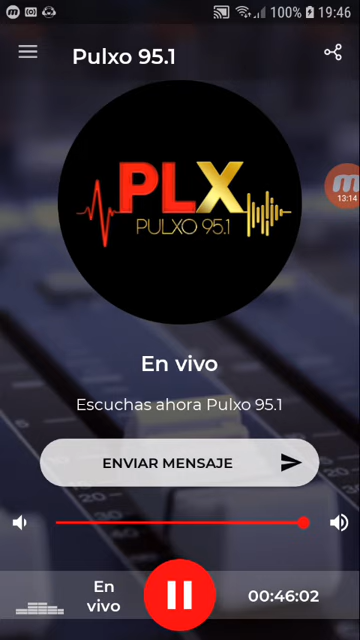 100% 19:46
Pulxo 95.1
13:14
PLX
PULXO 95.1
En vivo
Escuchas ahora Pulxo 95.1
ENVIAR MENSAJE
En vivo
00:46:02